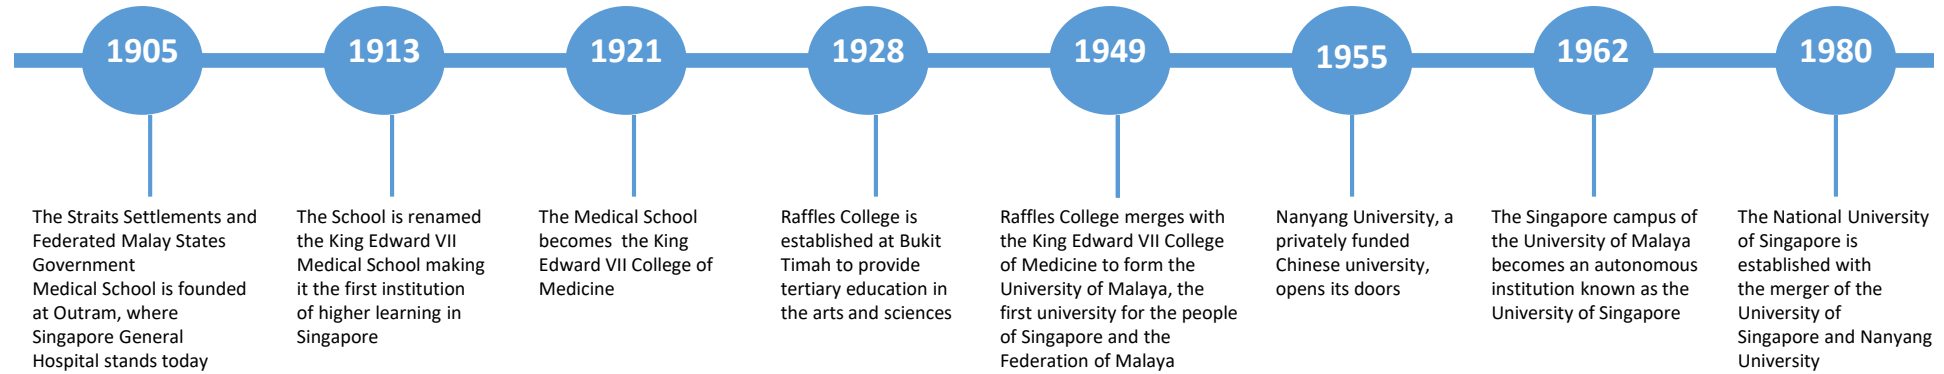 1905
The Straits Settlements and
Federated Malay States
Government
Medical School is founded
at Outram, where
Singapore General
Hospital stands today
1913
The School is renamed
the King Edward VII
Medical School making
it the first institution
of higher learning in
Singapore
1921
The Medical School
becomes  the King
Edward VII College of
Medicine
1928
Raffles College is
established at Bukit
Timah to provide
tertiary education in
the arts and sciences
1949
Raffles College merges with
the King Edward VII College
of Medicine to form the
University of Malaya, the
first university for the people
of Singapore and the
Federation of Malaya
1955
Nanyang University, a
privately funded
Chinese university,
opens its doors
1962
The Singapore campus of
the University of Malaya
becomes an autonomous
institution known as the
University of Singapore
1980
The National University
of Singapore is
established with
the merger of the
University of
Singapore and Nanyang
University